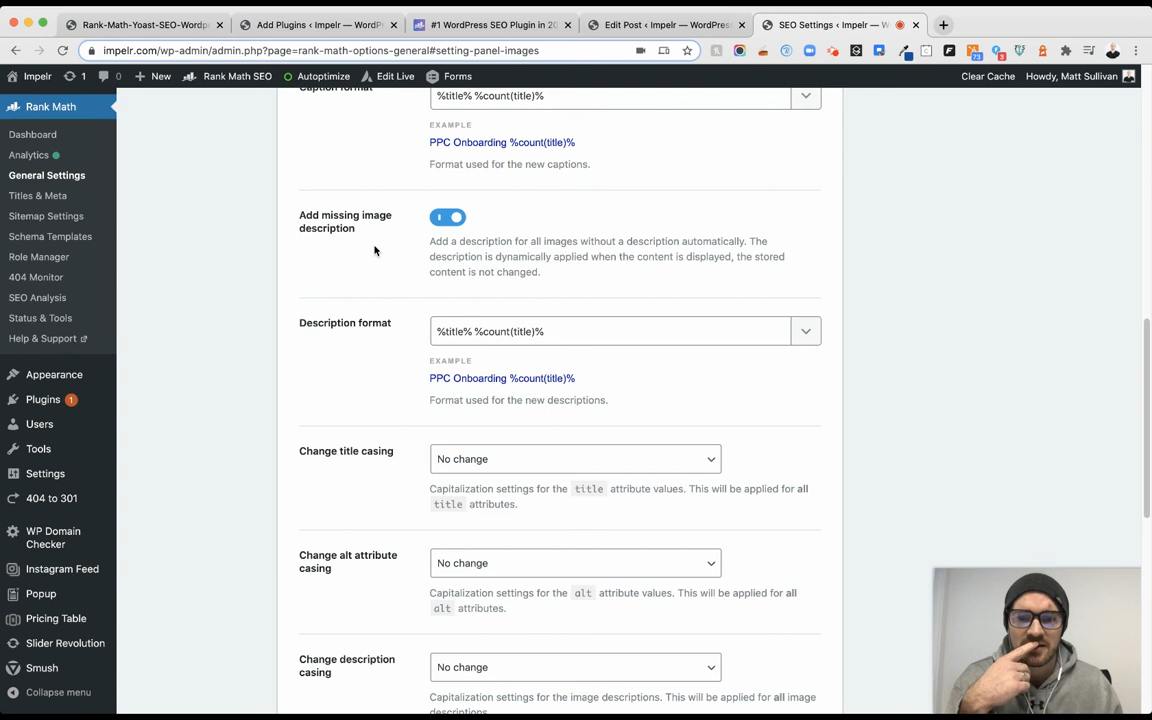 Rank-Math-Yoast-SEO-Wordp
Add Plugins ‹ Impelr — WordP
#1 WordPress SEO Plugin in 20
Edit Post ‹ Impelr — WordPress
SEO Settings ‹ Impelr — W
impelr.com/wp-admin/admin.php?page=rank-math-options-general#setting-panel-images
Impelr 1 0 New Rank Math SEO Autoptimize Edit Live Forms Clear Cache Howdy, Matt Sullivan
Rank Math
Dashboard
Analytics
General Settings
Titles & Meta
Sitemap Settings
Schema Templates
Role Manager
404 Monitor
SEO Analysis
Status & Tools
Help & Support
Appearance
Plugins 1
Users
Tools
Settings
404 to 301
WP Domain
Checker
Instagram Feed
Popup
Pricing Table
Slider Revolution
Smush
Collapse menu
Caption format
%title% %count(title)%
EXAMPLE
PPC Onboarding %count(title)%
Format used for the new captions.
Add missing image
description
Add a description for all images without a description automatically. The
description is dynamically applied when the content is displayed, the stored
content is not changed.
Description format
%title% %count(title)%
EXAMPLE
PPC Onboarding %count(title)%
Format used for the new descriptions.
Change title casing
No change
Capitalization settings for the title attribute values. This will be applied for all
title attributes.
Change alt attribute
casing
No change
Capitalization settings for the alt attribute values. This will be applied for all
alt attributes.
Change description
casing
No change
Capitalization settings for the image descriptions. This will be applied for all image
descriptions.